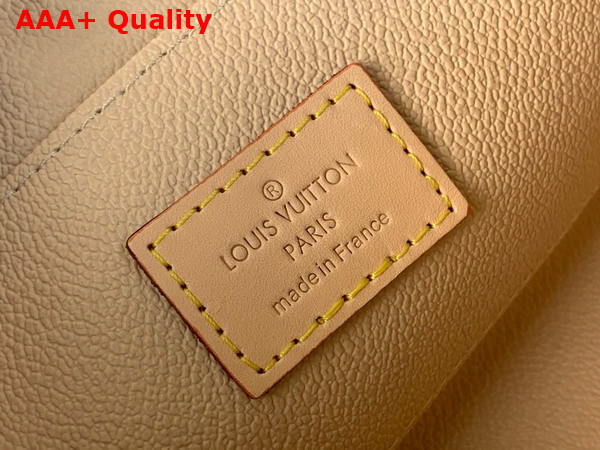 AAA+ Quality
®
LOUIS VUITTON
PARIS
made in France